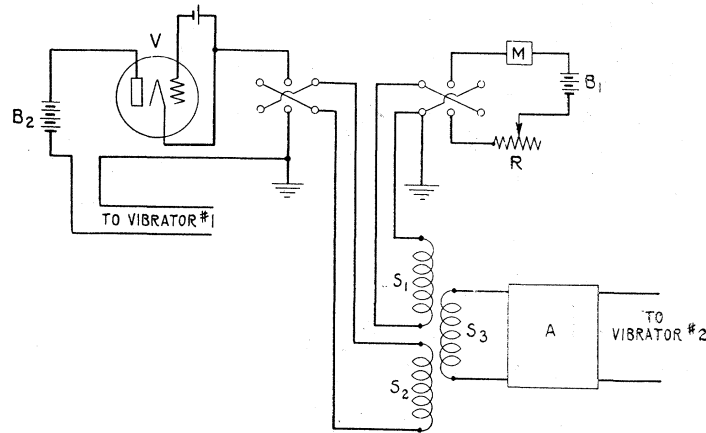 V
M
B₂
B₁
R
TO VIBRATOR #1
S₁
S₃
A
TO
VIBRATOR #2
S₂